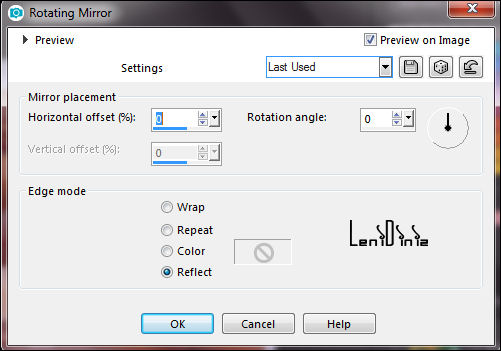 Rotating Mirror
Preview
Preview on Image
Settings
Last Used
Mirror placement
Horizontal offset (%):
0
Rotation angle:
0
Vertical offset (%):
0
Edge mode
Wrap
Repeat
Color
Reflect
LeniDiniz
OK
Cancel
Help